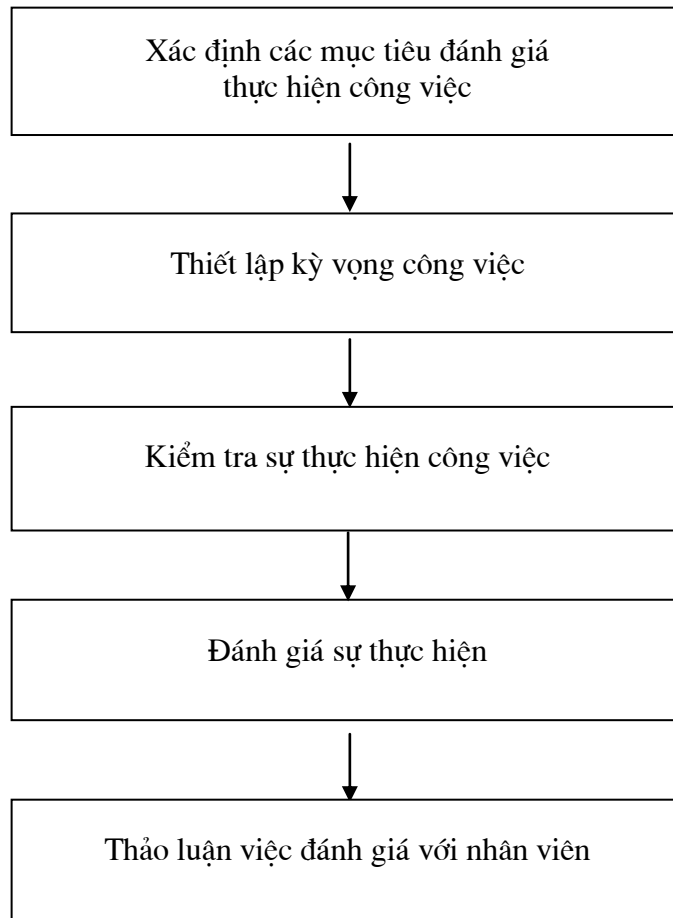 Xác định các mục tiêu đánh giá
thực hiện công việc
Thiết lập kỳ vọng công việc
Kiểm tra sự thực hiện công việc
Đánh giá sự thực hiện
Thảo luận việc đánh giá với nhân viên